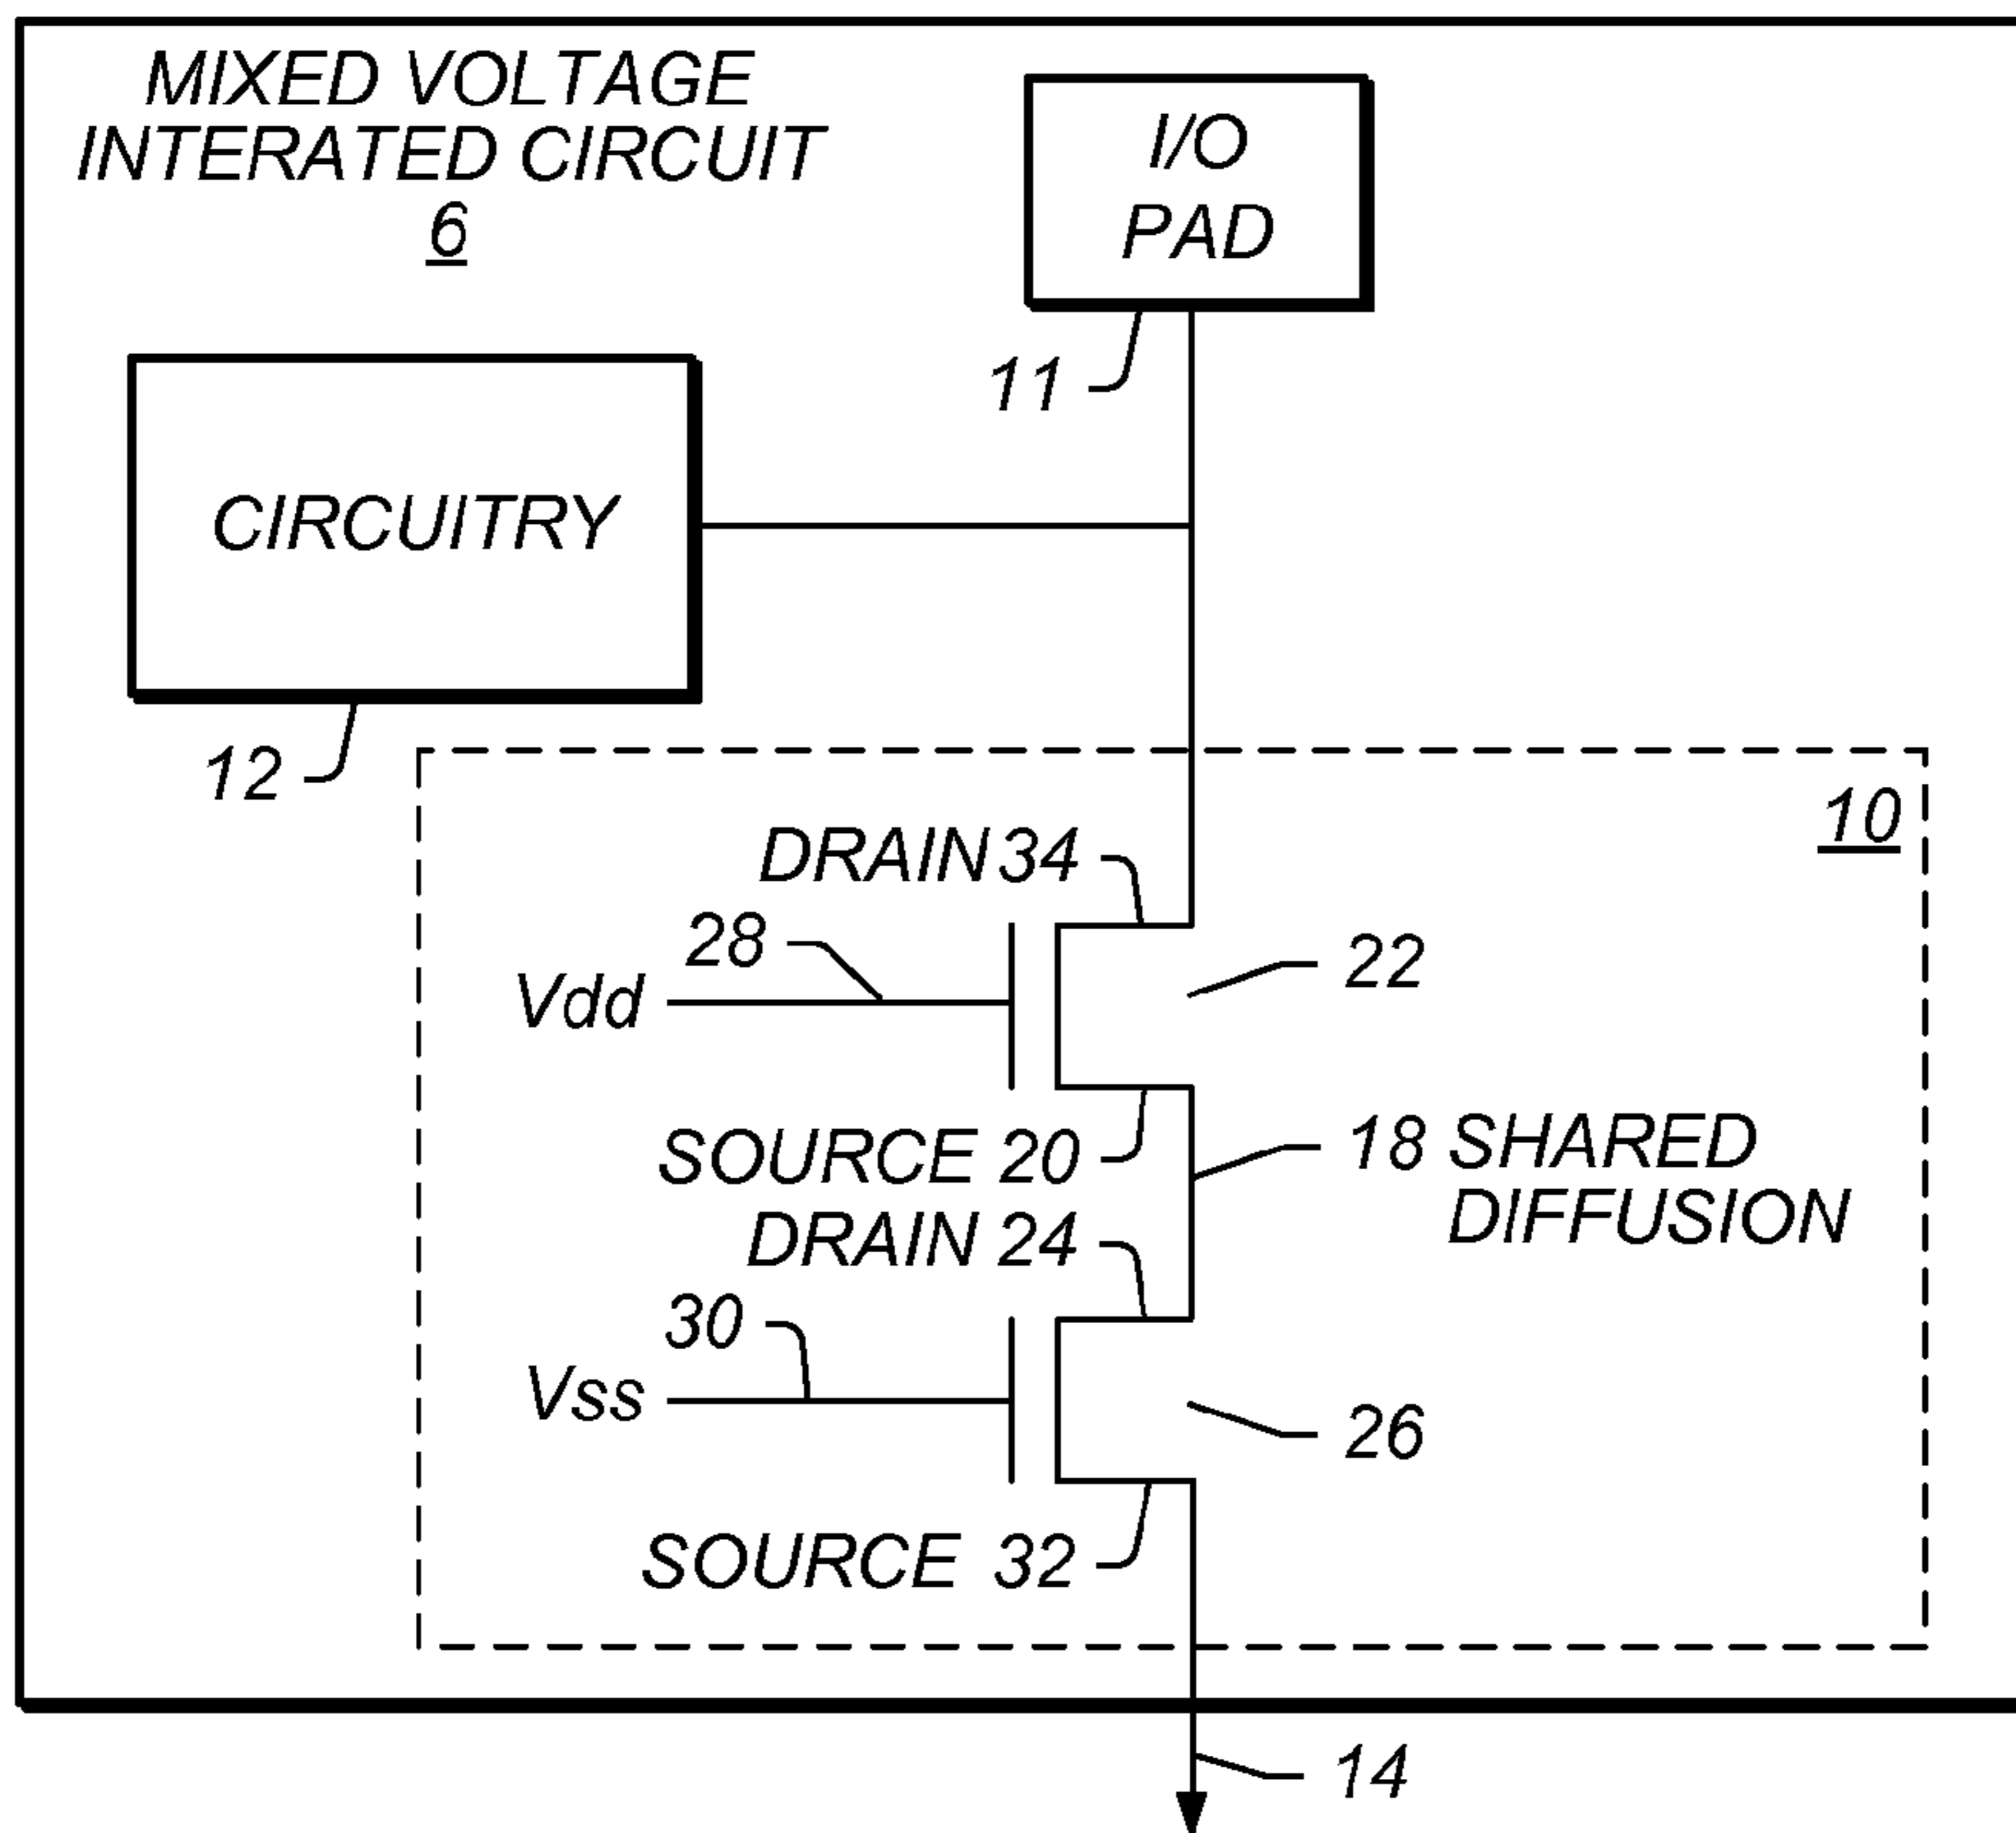 MIXED VOLTAGE
INTERATED CIRCUIT
6
I/O
PAD
11
CIRCUITRY
12
10
DRAIN 34
28
22
Vdd
SOURCE 20
18 SHARED
DIFFUSION
DRAIN 24
30
Vss
26
SOURCE 32
14